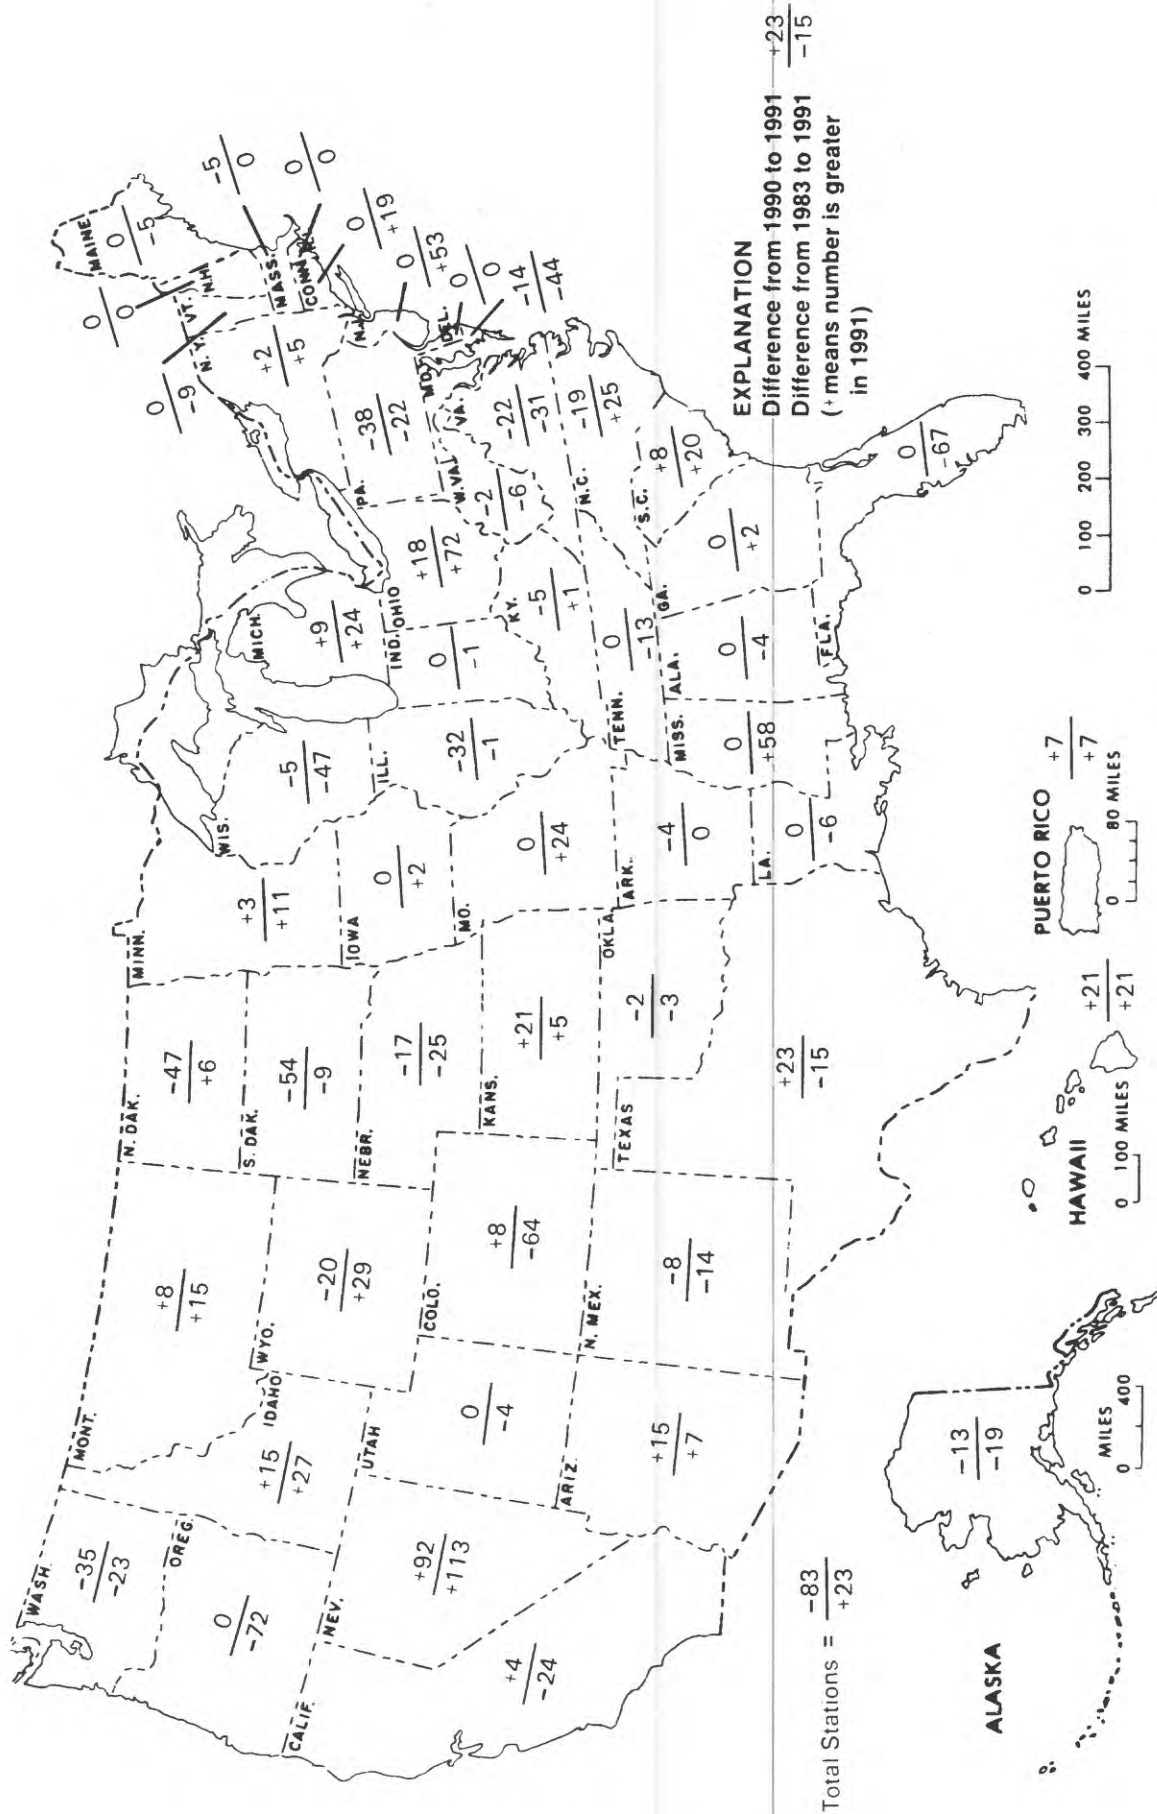 WASH.
-35
-23
OREG.
0
-72
CALIF.
+4
-24
NEV.
+92
+113
IDAHO
+15
+27
MONT.
+8
+15
WYO.
-20
+29
UTAH
0
-4
COLO.
+8
-64
ARIZ.
+15
+7
N. MEX.
-8
-14
N. DAK.
-47
+6
S. DAK.
-54
-9
NEBR.
-17
-25
KANS.
+21
+5
OKLA.
-2
-3
TEXAS
+23
-15
MINN.
+3
+11
IOWA
0
+2
MO.
0
+24
ARK.
-4
0
LA.
0
-6
WIS.
-5
-47
ILL.
-32
-1
MICH.
+9
+24
IND.
0
-1
OHIO
+18
+72
KY.
-5
+1
TENN.
0
-13
MISS.
0
+58
ALA.
0
-4
GA.
0
+2
FLA.
0
-67
S.C.
+8
+20
N.C.
-19
+25
VA.
-22
-31
W.VA.
-2
-6
PA.
-38
-22
N.Y.
+2
+5
VT.
0
-9
N.H.
0
0
MAINE
0
-5
MASS.
-5
0
R.I.
0
0
CONN.
0
+19
N.J.
0
+53
DEL.
0
0
MD.
-14
-44
EXPLANATION
Difference from 1990 to 1991 +23
Difference from 1983 to 1991 -15
(+means number is greater
in 1991)
Total Stations = -83
+23
ALASKA
-13
-19
0 400
MILES
HAWAII
+21
+21
0 100 MILES
PUERTO RICO
+7
+7
0 80 MILES
0 100 200 300 400 MILES